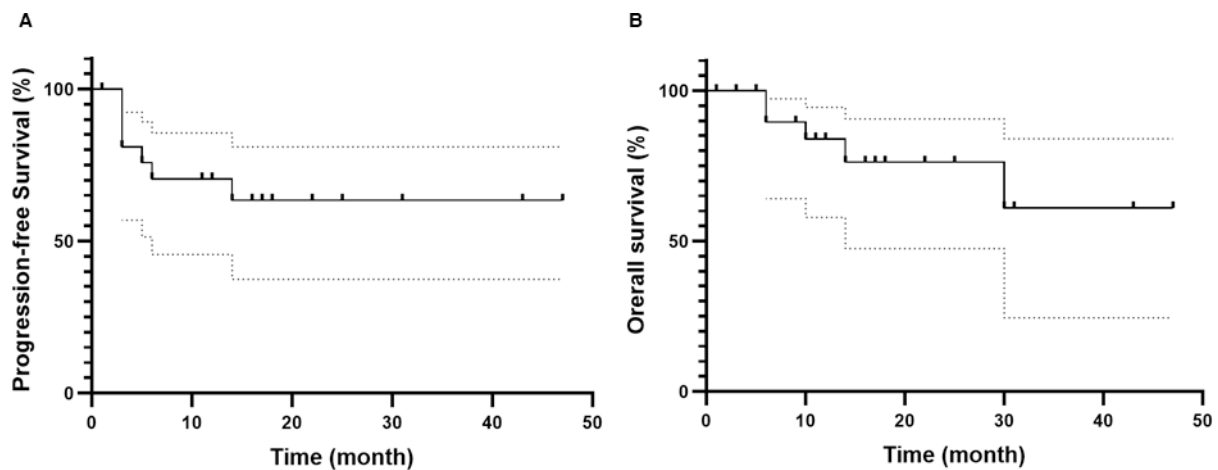 A
Progression-free Survival (%)
100
50
0
0 10 20 30 40 50
Time (month)
B
Orerall survival (%)
100
50
0
0 10 20 30 40 50
Time (month)